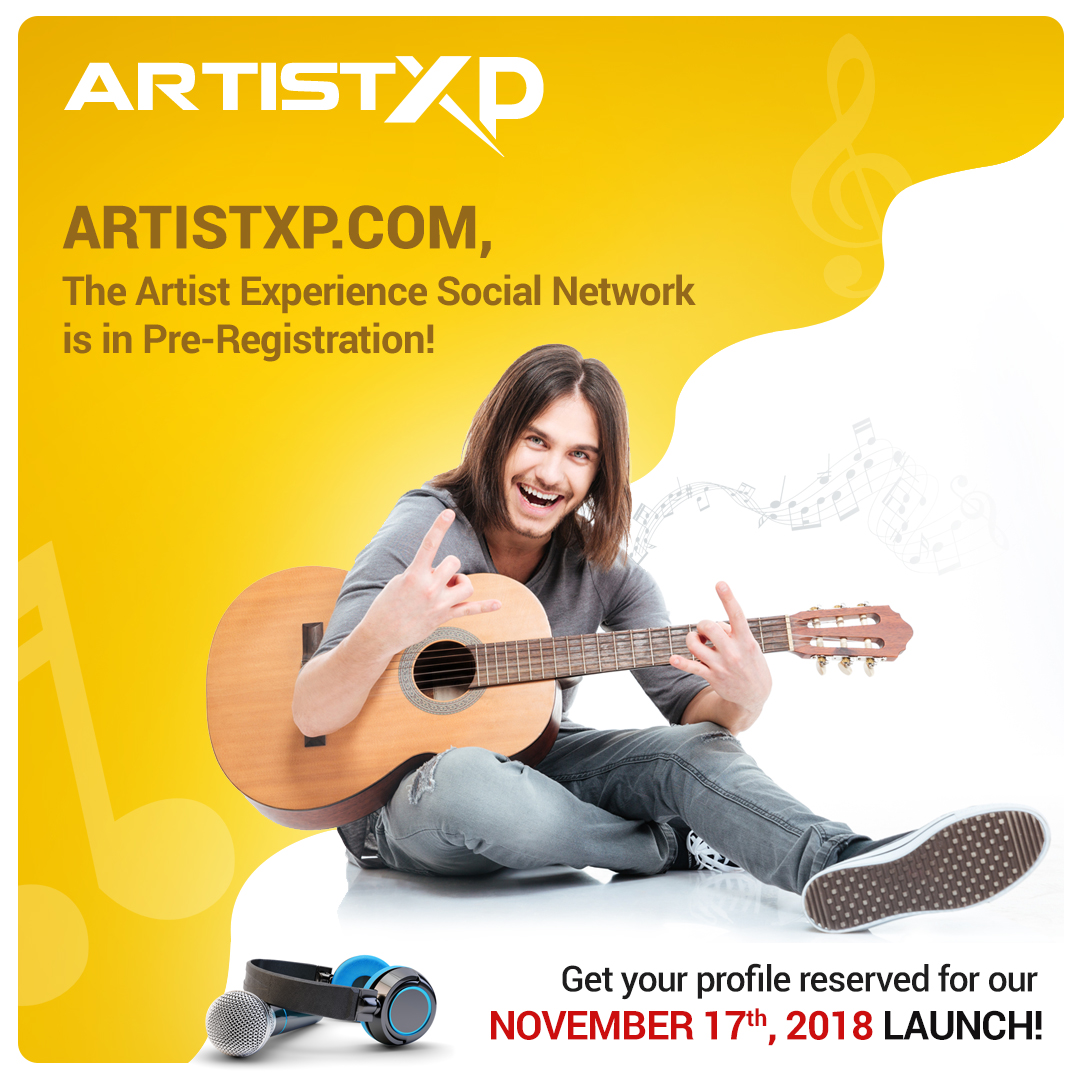 ARTISTXP
ARTISTXP.COM,
The Artist Experience Social Network
is in Pre-Registration!
Get your profile reserved for our
NOVEMBER 17th, 2018 LAUNCH!